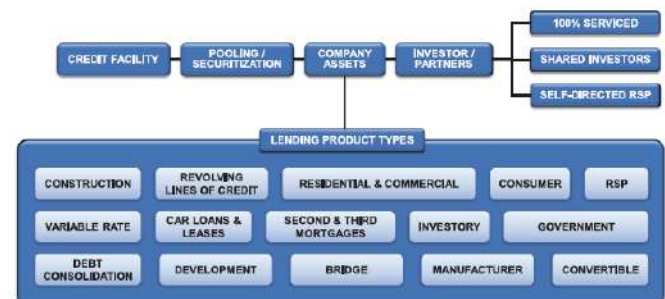 100% SERVICED
CREDIT FACILITY
POOLING /
SECURITIZATION
COMPANY
ASSETS
INVESTOR /
PARTNERS
SHARED INVESTORS
SELF-DIRECTED RSP
LENDING PRODUCT TYPES
CONSTRUCTION
REVOLVING
LINES OF CREDIT
RESIDENTIAL & COMMERCIAL
CONSUMER
RSP
VARIABLE RATE
CAR LOANS &
LEASES
SECOND & THIRD
MORTGAGES
INVENTORY
GOVERNMENT
DEBT
CONSOLIDATION
DEVELOPMENT
BRIDGE
MANUFACTURER
CONVERTIBLE